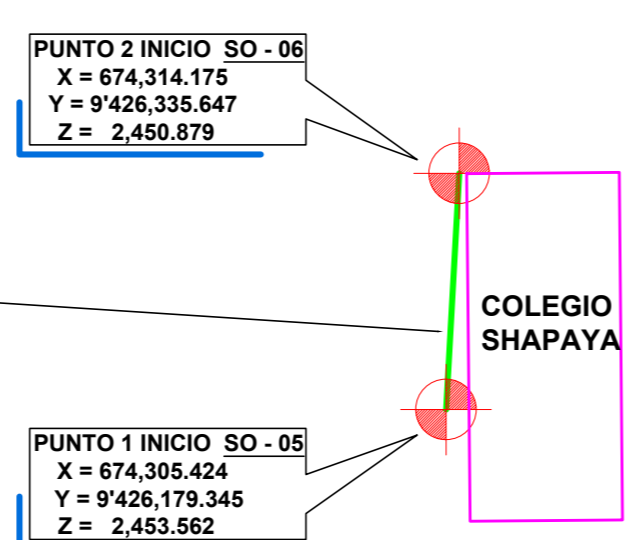 PUNTO 2 INICIO SO - 06
X = 674,314.175
Y = 9'426,335.647
Z = 2,450.879
COLEGIO
SHAPAYA
PUNTO 1 INICIO SO - 05
X = 674,305.424
Y = 9'426,179.345
Z = 2,453.562